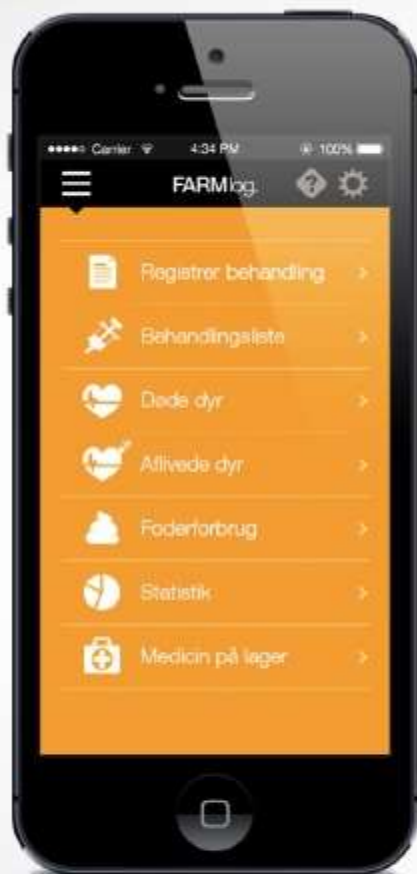 Carrier 4:34 PM 100%
FARMlog.
Registrer behandling
Behandlingsliste
Døde dyr
Aflivede dyr
Foderforbrug
Statistik
Medicin på lager